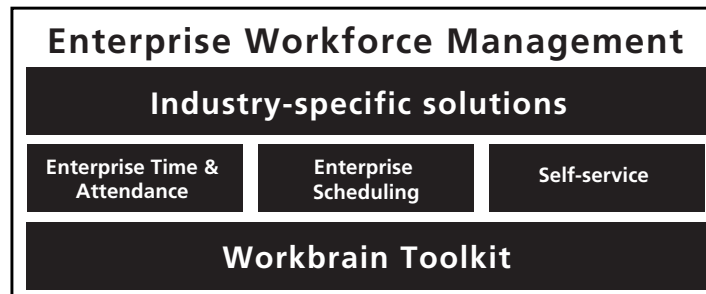 Enterprise Workforce Management
Industry-specific solutions
Enterprise Time &
Attendance
Enterprise
Scheduling
Self-service
Workbrain Toolkit